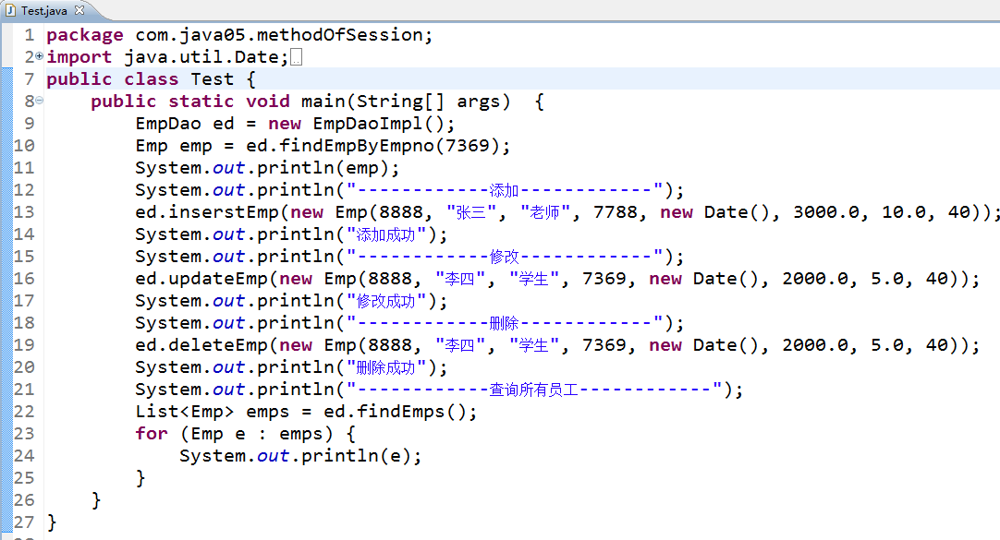 Test.java
1 package com.java05.methodOfSession;
2 import java.util.Date;
7 public class Test {
8 public static void main(String[] args)  {
9 EmpDao ed = new EmpDaoImpl();
10 Emp emp = ed.findEmpByEmpno(7369);
11 System.out.println(emp);
12 System.out.println("------------添加------------");
13 ed.inserstEmp(new Emp(8888, "张三", "老师", 7788, new Date(), 3000.0, 10.0, 40));
14 System.out.println("添加成功");
15 System.out.println("------------修改------------");
16 ed.updateEmp(new Emp(8888, "李四", "学生", 7369, new Date(), 2000.0, 5.0, 40));
17 System.out.println("修改成功");
18 System.out.println("------------删除------------");
19 ed.deleteEmp(new Emp(8888, "李四", "学生", 7369, new Date(), 2000.0, 5.0, 40));
20 System.out.println("删除成功");
21 System.out.println("------------查询所有员工------------");
22 List<Emp> emps = ed.findEmps();
23 for (Emp e : emps) {
24 System.out.println(e);
25 }
26 }
27 }